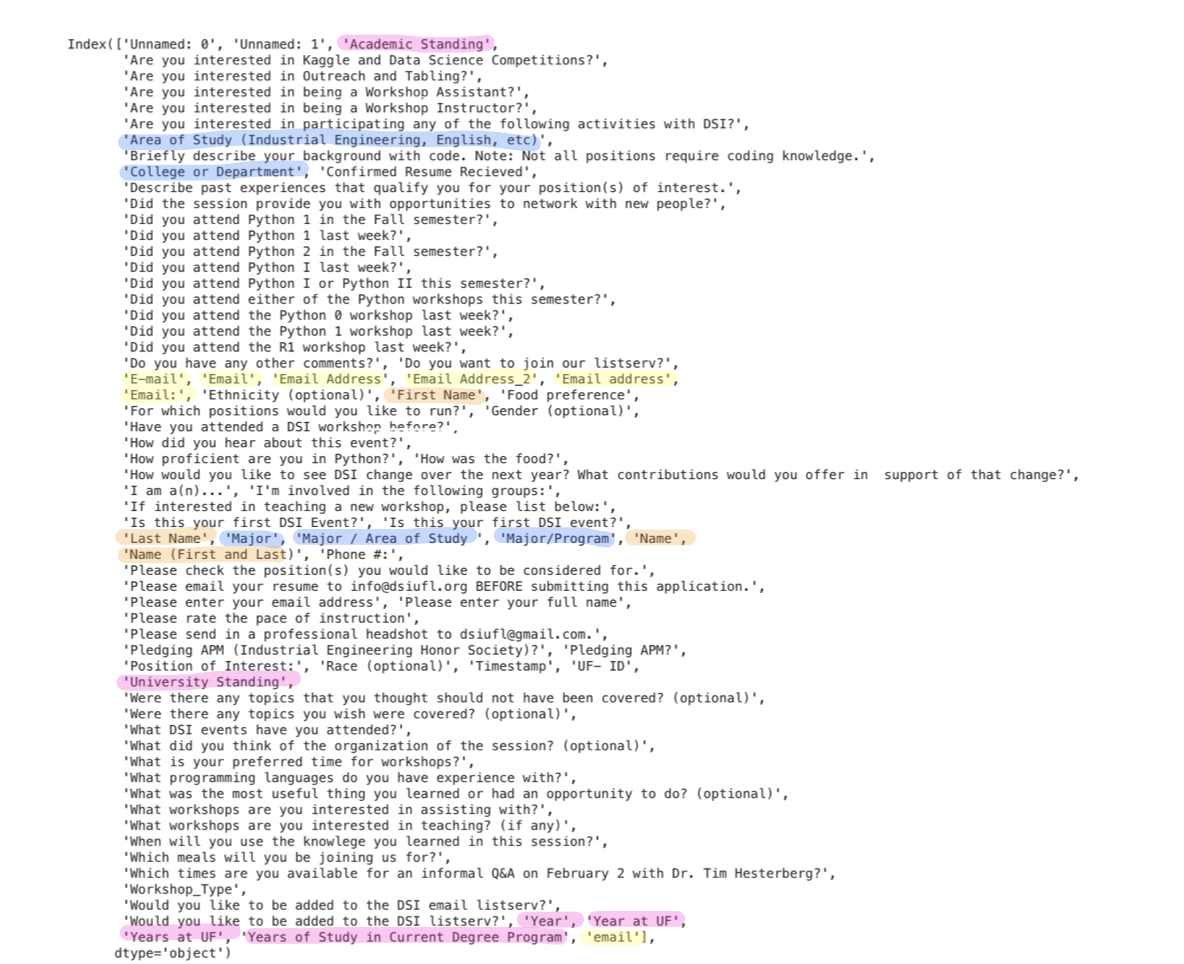 Index(['Unnamed: 0', 'Unnamed: 1', 'Academic Standing',
'Are you interested in Kaggle and Data Science Competitions?',
'Are you interested in Outreach and Tabling?',
'Are you interested in being a Workshop Assistant?',
'Are you interested in being a Workshop Instructor?',
'Are you interested in participating any of the following activities with DSI?',
'Area of Study (Industrial Engineering, English, etc)',
'Briefly describe your background with code. Note: Not all positions require coding knowledge.',
'College or Department', 'Confirmed Resume Recieved',
'Describe past experiences that qualify you for your position(s) of interest.',
'Did the session provide you with opportunities to network with new people?',
'Did you attend Python 1 in the Fall semester?',
'Did you attend Python 1 last week?',
'Did you attend Python 2 in the Fall semester?',
'Did you attend Python I last week?',
'Did you attend Python I or Python II this semester?',
'Did you attend either of the Python workshops this semester?',
'Did you attend the Python 0 workshop last week?',
'Did you attend the Python 1 workshop last week?',
'Did you attend the R1 workshop last week?',
'Do you have any other comments?', 'Do you want to join our listserv?',
'E-mail', 'Email', 'Email Address', 'Email Address_2', 'Email address',
'Email:', 'Ethnicity (optional)', 'First Name', 'Food preference',
'For which positions would you like to run?', 'Gender (optional)',
'Have you attended a DSI workshop before?',
'How did you hear about this event?',
'How proficient are you in Python?', 'How was the food?',
'How would you like to see DSI change over the next year? What contributions would you offer in  support of that change?',
'I am a(n)...', 'I'm involved in the following groups:',
'If interested in teaching a new workshop, please list below:',
'Is this your first DSI Event?', 'Is this your first DSI event?',
'Last Name', 'Major', 'Major / Area of Study ', 'Major/Program', 'Name',
'Name (First and Last)', 'Phone #:',
'Please check the position(s) you would like to be considered for.',
'Please email your resume to info@dsiufl.org BEFORE submitting this application.',
'Please enter your email address', 'Please enter your full name',
'Please rate the pace of instruction',
'Please send in a professional headshot to dsiufl@gmail.com.',
'Pledging APM (Industrial Engineering Honor Society)?', 'Pledging APM?',
'Position of Interest:', 'Race (optional)', 'Timestamp', 'UF- ID',
'University Standing',
'Were there any topics that you thought should not have been covered? (optional)',
'Were there any topics you wish were covered? (optional)',
'What DSI events have you attended?',
'What did you think of the organization of the session? (optional)',
'What is your preferred time for workshops?',
'What programming languages do you have experience with?',
'What was the most useful thing you learned or had an opportunity to do? (optional)',
'What workshops are you interested in assisting with?',
'What workshops are you interested in teaching? (if any)',
'When will you use the knowlege you learned in this session?',
'Which meals will you be joining us for?',
'Which times are you available for an informal Q&A on February 2 with Dr. Tim Hesterberg?',
'Workshop_Type',
'Would you like to be added to the DSI email listserv?',
'Would you like to be added to the DSI listserv?', 'Year', 'Year at UF',
'Years at UF', 'Years of Study in Current Degree Program', 'email'],
dtype='object')